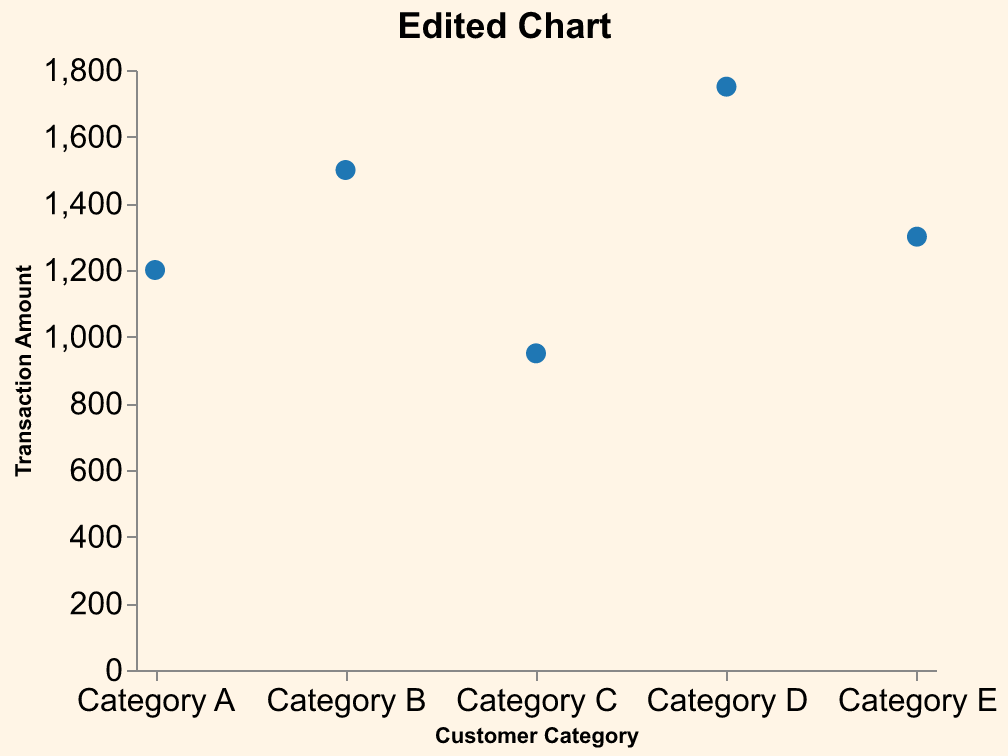 Edited Chart
Transaction Amount
1,800
1,600
1,400
1,200
1,000
800
600
400
200
0
Category A Category B Category C Category D Category E
Customer Category